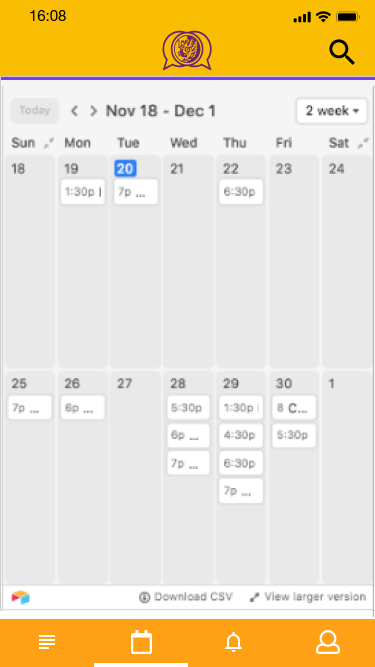 16:08
Today < > Nov 18 - Dec 1 2 week
Sun Mon Tue Wed Thu Fri Sat
18 19 20 21 22 23 24
1:30p 7p ... 6:30p
25 26 27 28 29 30 1
7p ... 6p ... 5:30p 1:30p 8 C...
6p ... 4:30p 5:30p
7p ... 6:30p
7p ...
Download CSV View larger version